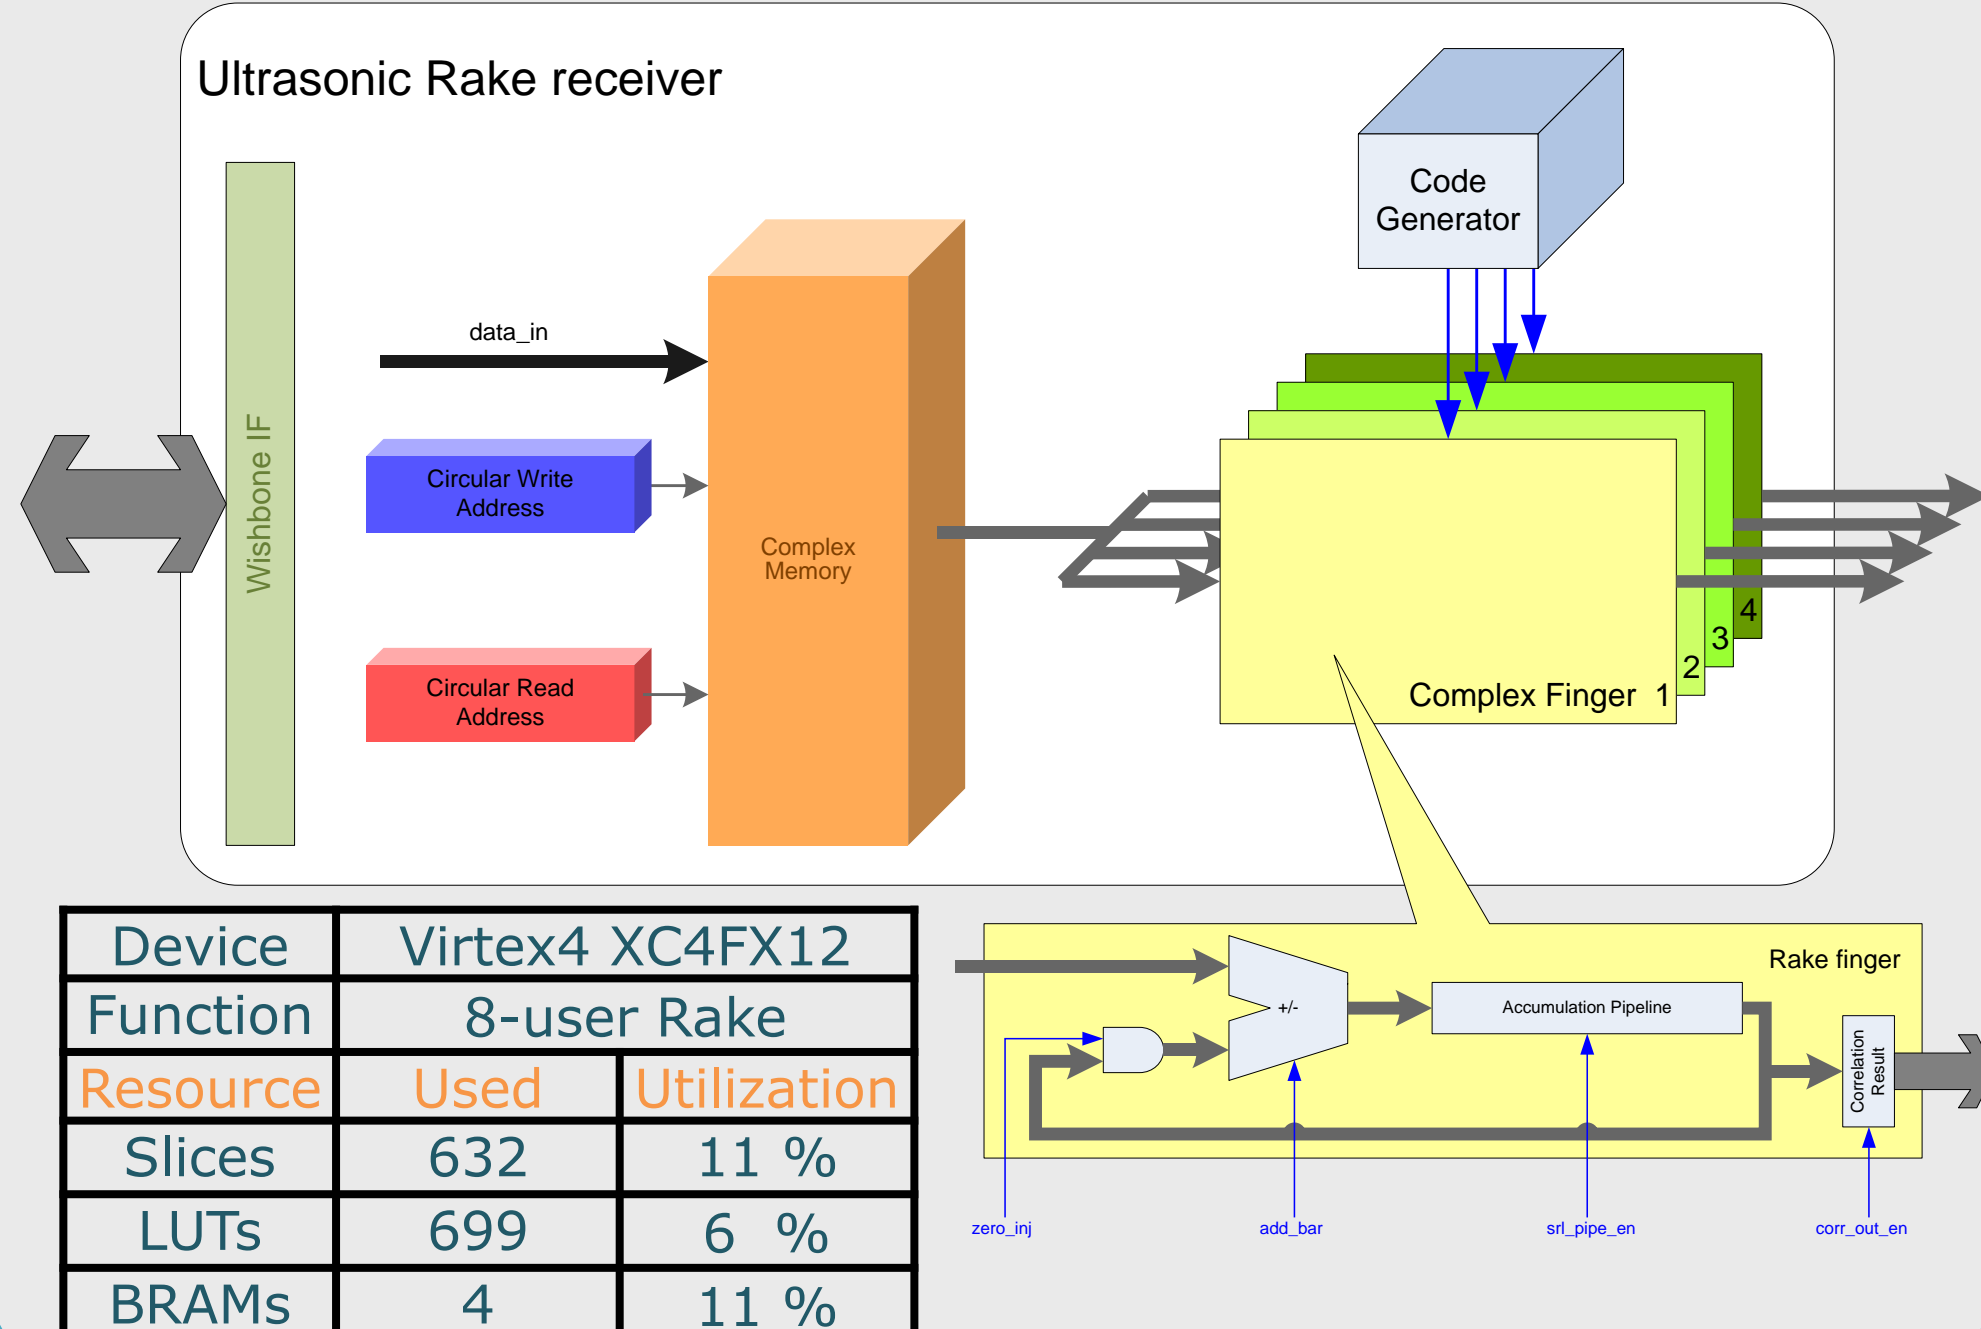 Ultrasonic Rake receiver
Code
Generator
data_in
Wishbone IF
Circular Write
Address
Complex
Memory
Circular Read
Address
4
3
2
Complex Finger 1
Device Virtex4 XC4FX12
Function 8-user Rake
Resource Used Utilization
Slices 632 11 %
LUTs 699 6 %
BRAMs 4 11 %
Rake finger
+/-
Accumulation Pipeline
Correlation
Result
zero_inj
add_bar
srl_pipe_en
corr_out_en